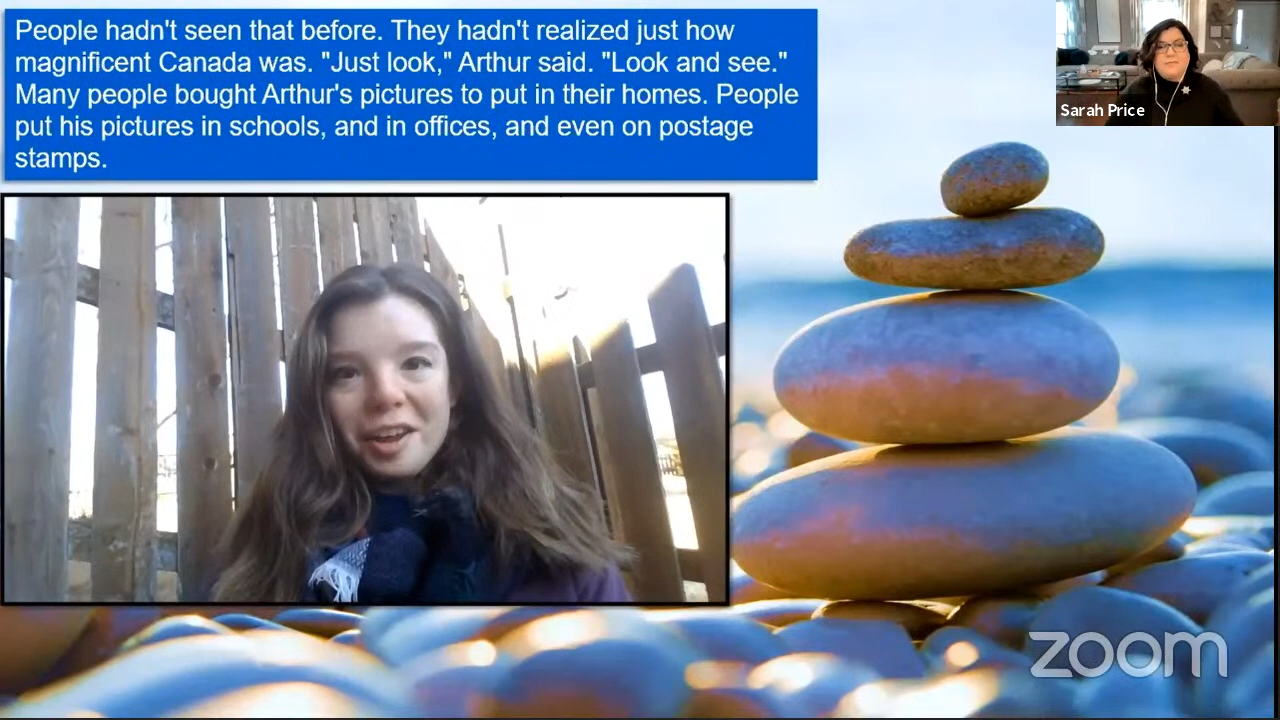 People hadn't seen that before. They hadn't realized just how
magnificent Canada was. "Just look," Arthur said. "Look and see."
Many people bought Arthur's pictures to put in their homes. People
put his pictures in schools, and in offices, and even on postage
stamps.
Sarah Price
zoom